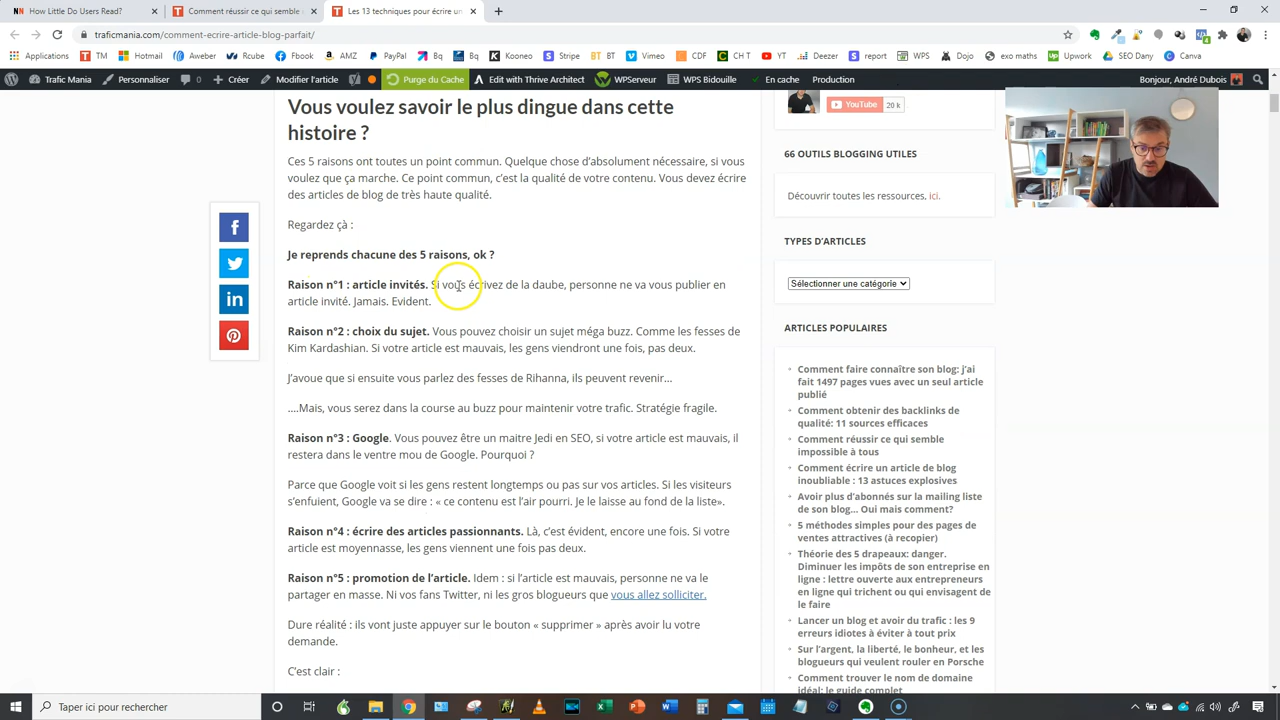 How Little Do Users Read?
Comment réussir ce qui semble
Les 13 techniques pour écrire un
traficmania.com/comment-ecrire-article-blog-parfait/
Applications TM Hotmail Aweber Rcube Ebook AMZ PayPal Bq Bq Kooneo Stripe BT Vimeo CDF CH T YT Deezer report WPS Dojo exo maths Upwork SEO Dany Canva
Trafic Mania Personnaliser 0 Créer Modifier l'article Purge du Cache Edit with Thrive Architect WPServeur WPS Bidouille En cache Production Bonjour, André Dubois
Vous voulez savoir le plus dingue dans cette
histoire ?
Ces 5 raisons ont toutes un point commun. Quelque chose d'absolument nécessaire, si vous
voulez que ça marche. Ce point commun, c'est la qualité de votre contenu. Vous devez écrire
des articles de blog de très haute qualité.
Regardez çà :
Je reprends chacune des 5 raisons, ok ?
Raison n°1 : article invités. Si vous écrivez de la daube, personne ne va vous publier en
article invité. Jamais. Evident.
Raison n°2 : choix du sujet. Vous pouvez choisir un sujet méga buzz. Comme les fesses de
Kim Kardashian. Si votre article est mauvais, les gens viendront une fois, pas deux.
J'avoue que si ensuite vous parlez des fesses de Rihanna, ils peuvent revenir…
….Mais, vous serez dans la course au buzz pour maintenir votre trafic. Stratégie fragile.
Raison n°3 : Google. Vous pouvez être un maitre Jedi en SEO, si votre article est mauvais, il
restera dans le ventre mou de Google. Pourquoi ?
Parce que Google voit si les gens restent longtemps ou pas sur vos articles. Si les visiteurs
s'enfuient, Google va se dire : « ce contenu est l'air pourri. Je le laisse au fond de la liste».
Raison n°4 : écrire des articles passionnants. Là, c'est évident, encore une fois. Si votre
article est moyennasse, les gens viennent une fois pas deux.
Raison n°5 : promotion de l'article. Idem : si l'article est mauvais, personne ne va le
partager en masse. Ni vos fans Twitter, ni les gros blogueurs que vous allez solliciter.
Dure réalité : ils vont juste appuyer sur le bouton « supprimer » après avoir lu votre
demande.
C'est clair :
YouTube 20 k
66 OUTILS BLOGGING UTILES
Découvrir toutes les ressources, ici.
TYPES D'ARTICLES
Sélectionner une catégorie
ARTICLES POPULAIRES
Comment faire connaître son blog: j'ai
fait 1497 pages vues avec un seul article
publié
Comment obtenir des backlinks de
qualité: 11 sources efficaces
Comment réussir ce qui semble
impossible à tous
Comment écrire un article de blog
inoubliable : 13 astuces explosives
Avoir plus d'abonnés sur la mailing liste
de son blog… Oui mais comment?
5 méthodes simples pour des pages de
ventes attractives (à recopier)
Théorie des 5 drapeaux: danger.
Diminuer les impôts de son entreprise en
ligne : lettre ouverte aux entrepreneurs
en ligne qui trichent ou qui envisagent de
le faire
Lancer un blog et avoir du trafic : les 9
erreurs idiotes à éviter à tout prix
Sur l'argent, la liberté, le bonheur, et les
blogueurs qui veulent rouler en Porsche
Comment trouver le nom de domaine
idéal: le guide complet
Taper ici pour rechercher